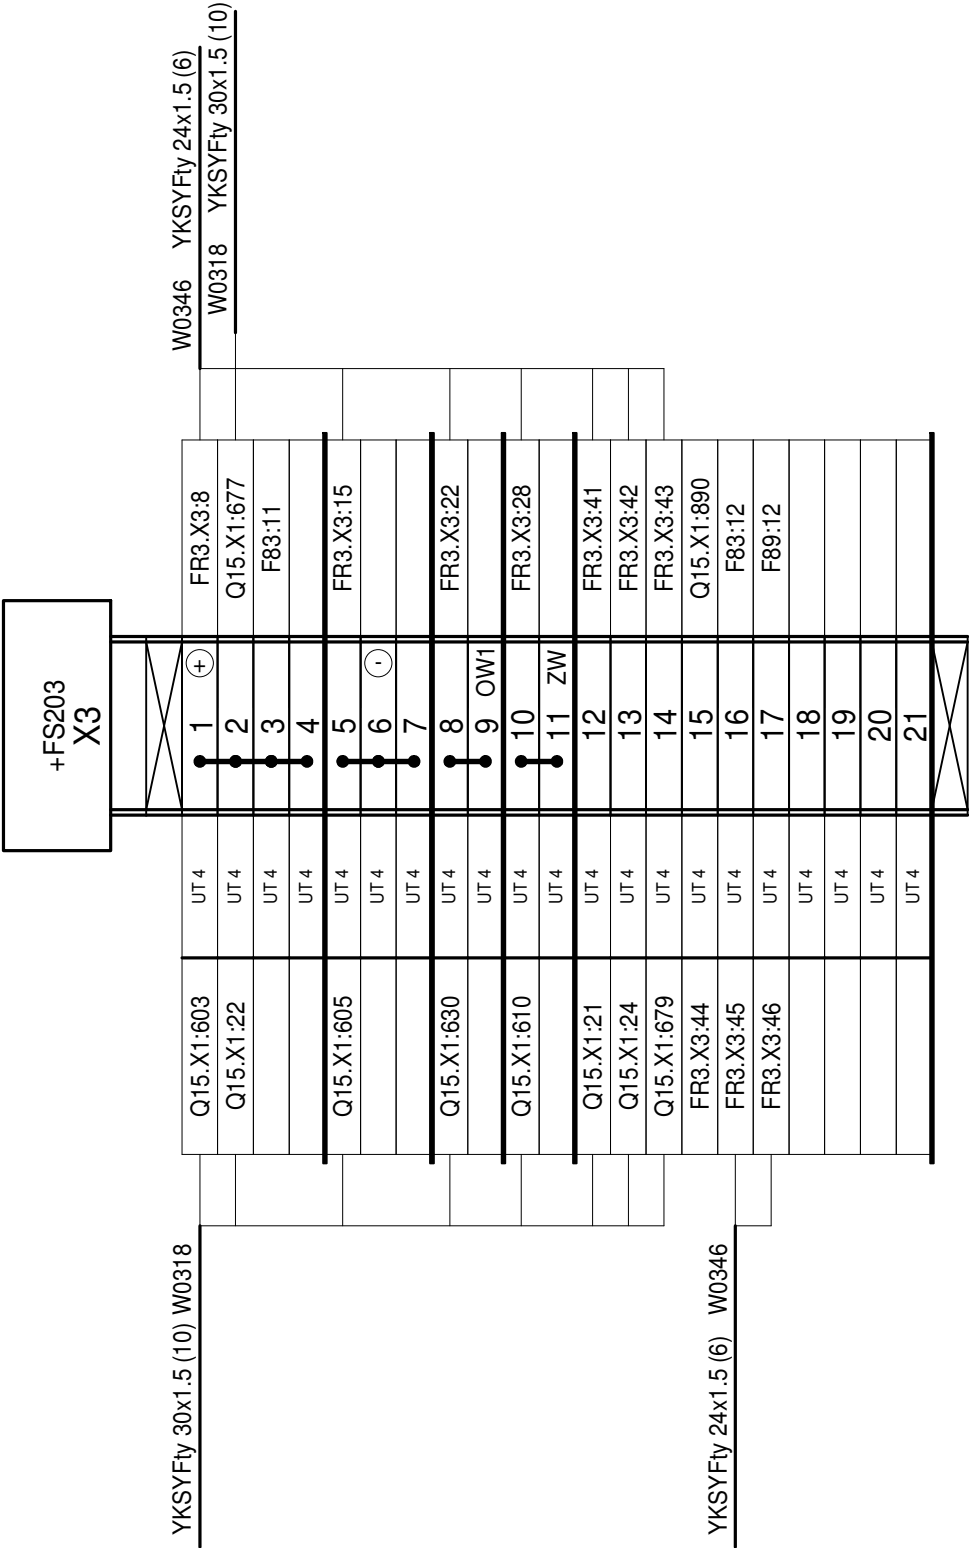 +FS203
X3
W0346 YKSYFty 24x1.5 (6)
W0318 YKSYFty 30x1.5 (10)
Q15.X1:603 UT 4 1 + FR3.X3:8
Q15.X1:22 UT 4 2 Q15.X1:677
UT 4 3 F83:11
UT 4 4
Q15.X1:605 UT 4 5 FR3.X3:15
UT 4 6 -
UT 4 7
Q15.X1:630 UT 4 8 FR3.X3:22
UT 4 9 OW1
Q15.X1:610 UT 4 10 FR3.X3:28
UT 4 11 ZW
Q15.X1:21 UT 4 12 FR3.X3:41
Q15.X1:24 UT 4 13 FR3.X3:42
Q15.X1:679 UT 4 14 FR3.X3:43
FR3.X3:44 UT 4 15 Q15.X1:890
FR3.X3:45 UT 4 16 F83:12
FR3.X3:46 UT 4 17 F89:12
UT 4 18
UT 4 19
UT 4 20
UT 4 21
YKSYFty 30x1.5 (10) W0318
YKSYFty 24x1.5 (6) W0346